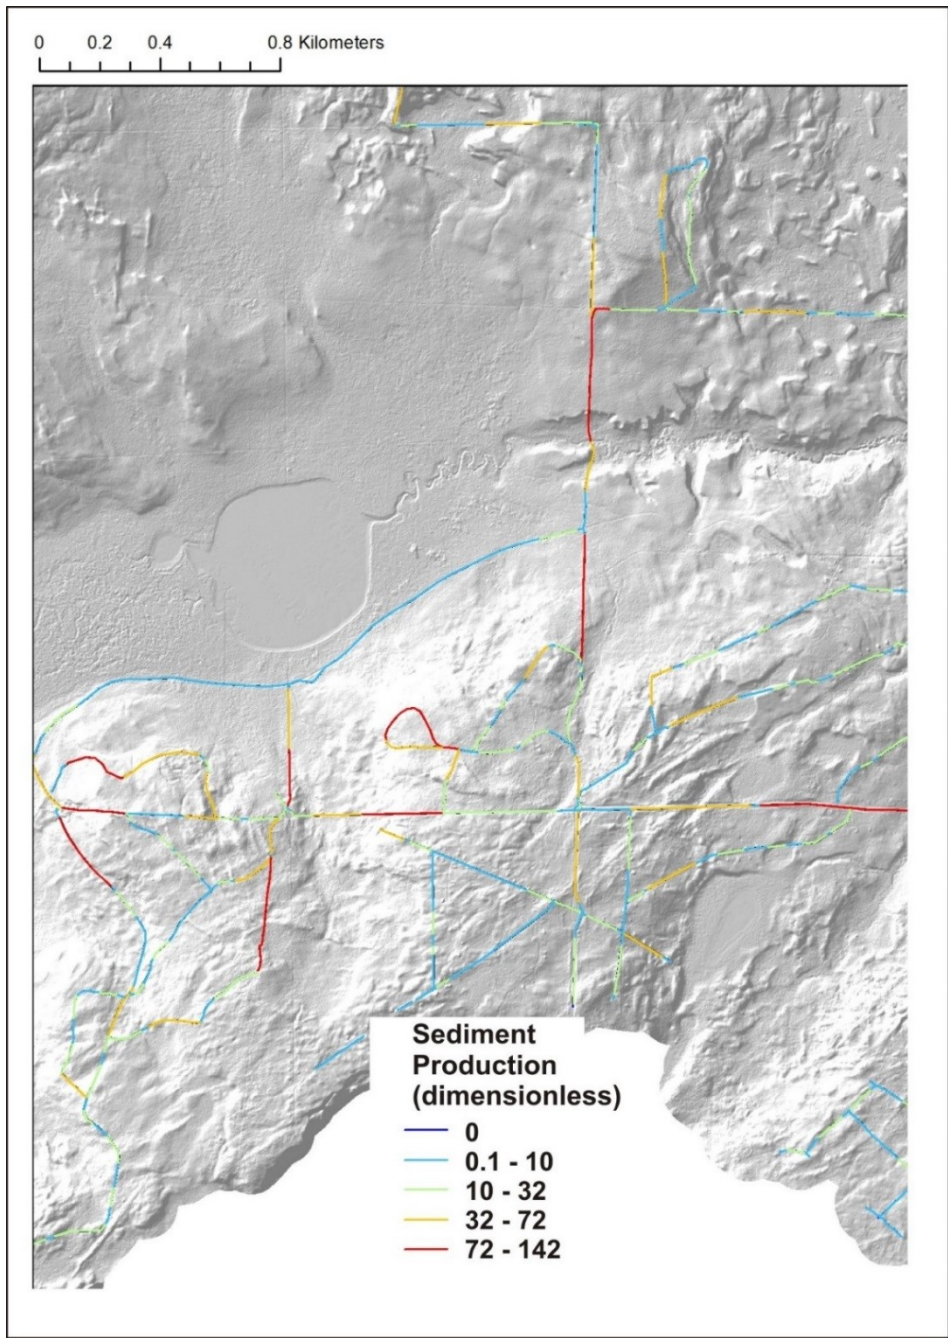 0 0.2 0.4 0.8 Kilometers
Sediment
Production
(dimensionless)
0
0.1 - 10
10 - 32
32 - 72
72 - 142